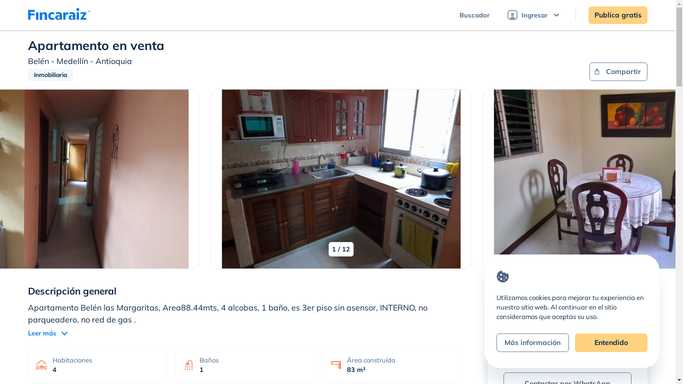 Fincaraíz
Buscador
Ingresar
Publica gratis
Apartamento en venta
Belén - Medellín - Antioquia
Inmobiliaria
Compartir
1 / 12
Descripción general
Apartamento Belén las Margaritas, Area88.44mts, 4 alcobas, 1 baño, es 3er piso sin asensor, INTERNO, no
parqueadero, no red de gas .
Leer más
Habitaciones
4
Baños
1
Área construída
83 m²
Utilizamos cookies para mejorar tu experiencia en
nuestro sitio web. Al continuar en el sitio
consideramos que aceptas su uso.
Más información
Entendido
Contactar por WhatsApp